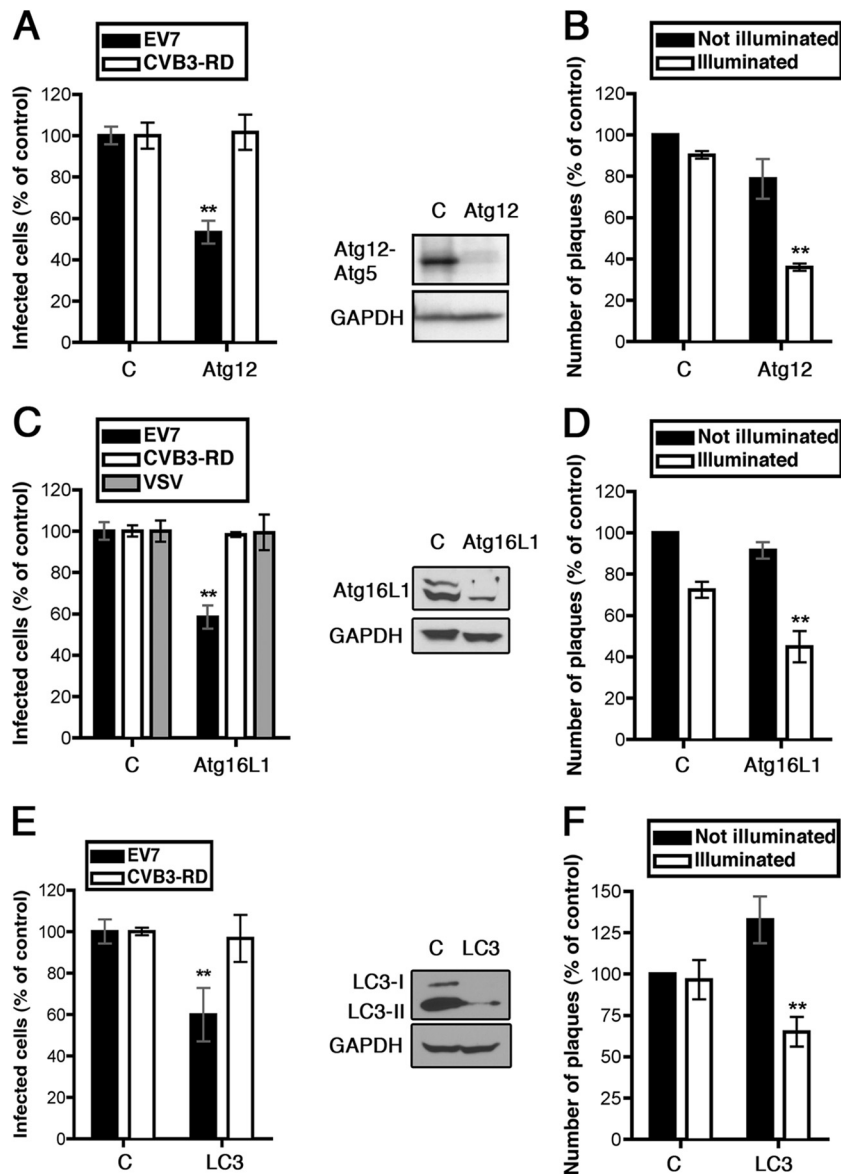 A
EV7
CVB3-RD
Infected cells (% of control)
120
100
80
60
40
20
0
**
C
Atg12
C Atg12
Atg12-
Atg5
GAPDH
B
Not illuminated
Illuminated
Number of plaques (% of control)
120
100
80
60
40
20
0
**
C
Atg12
C
EV7
CVB3-RD
VSV
Infected cells (% of control)
120
100
80
60
40
20
0
**
C
Atg16L1
C Atg16L1
Atg16L1
GAPDH
D
Not illuminated
Illuminated
Number of plaques (% of control)
120
100
80
60
40
20
0
**
C
Atg16L1
E
EV7
CVB3-RD
Infected cells (% of control)
120
100
80
60
40
20
0
**
C
LC3
C LC3
LC3-I
LC3-II
GAPDH
F
Not illuminated
Illuminated
Number of plaques (% of control)
150
125
100
75
50
25
0
**
C
LC3